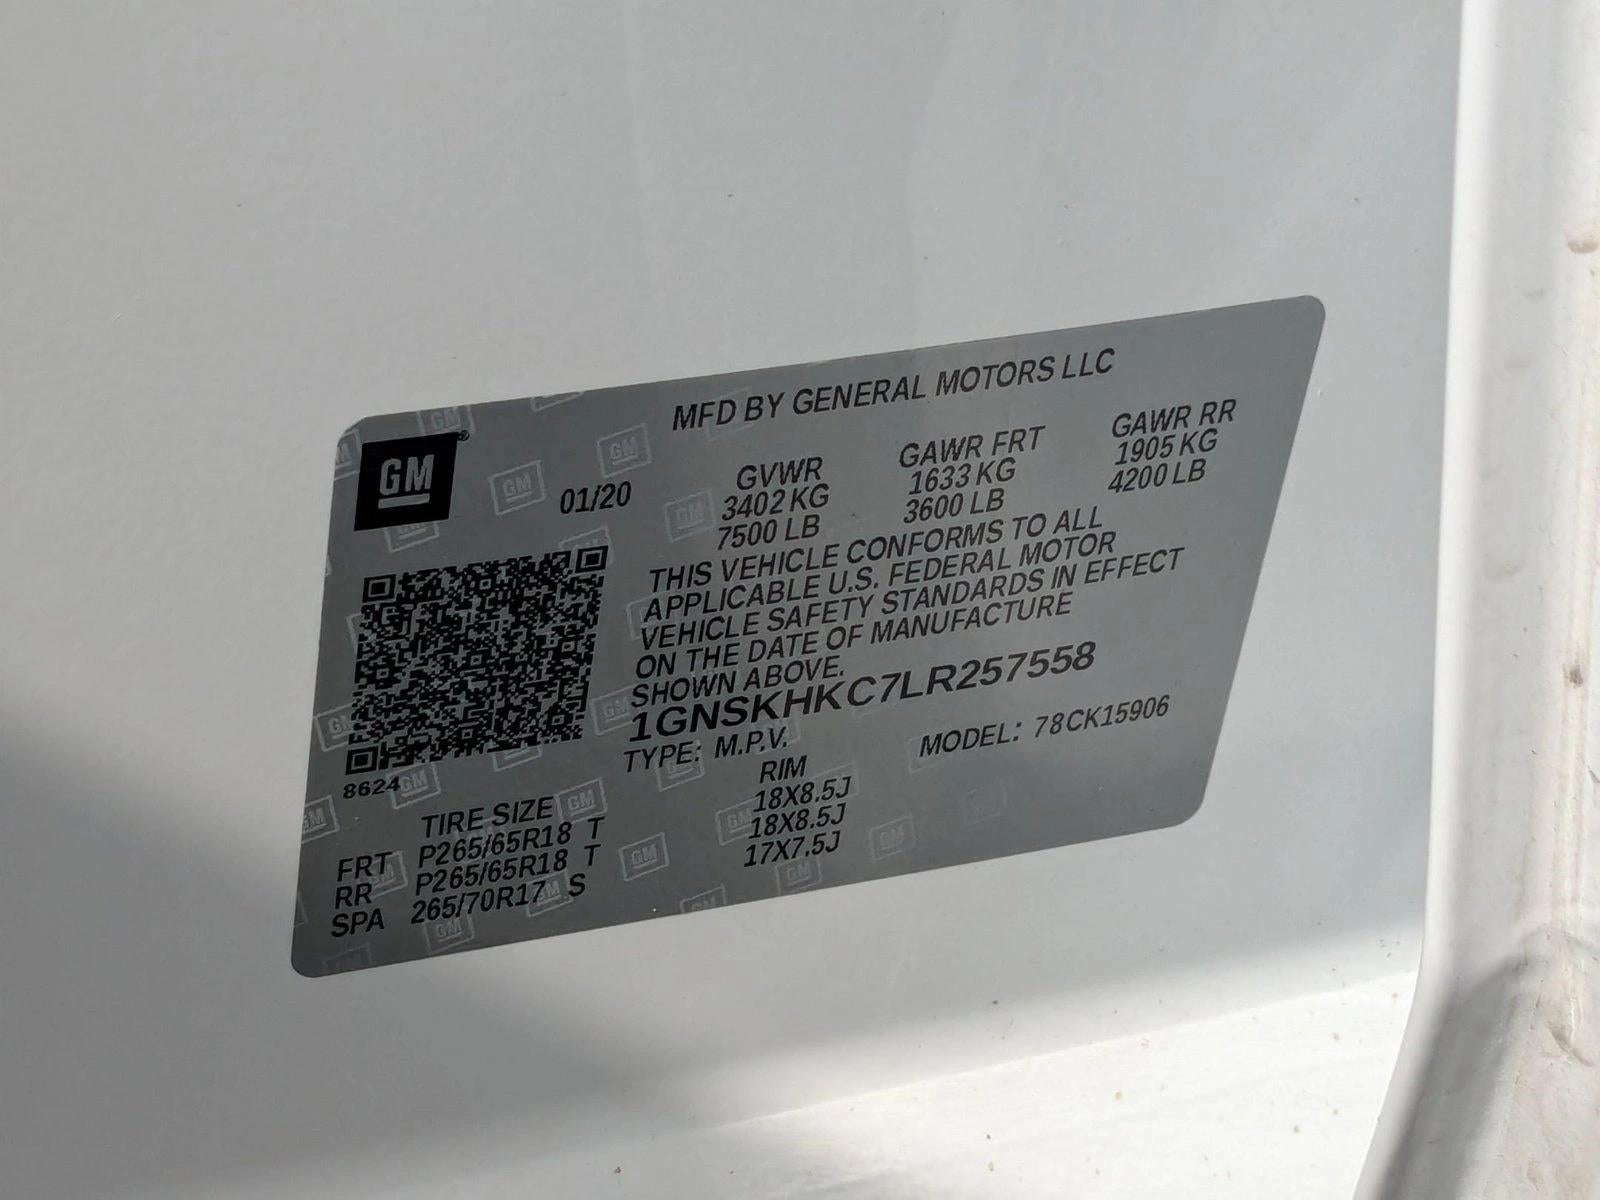 GM
MFD BY GENERAL MOTORS LLC
01/20
GVWR GAWR FRT GAWR RR
3402 KG 1633 KG 1905 KG
7500 LB 3600 LB 4200 LB
THIS VEHICLE CONFORMS TO ALL
APPLICABLE U.S. FEDERAL MOTOR
VEHICLE SAFETY STANDARDS IN EFFECT
ON THE DATE OF MANUFACTURE
SHOWN ABOVE.
1GNSKHKC7LR257558
TYPE: M.P.V. MODEL: 78CK15906
8624
TIRE SIZE RIM
FRT P265/65R18 T 18X8.5J
RR P265/65R18 T 18X8.5J
SPA 265/70R17 S 17X7.5J